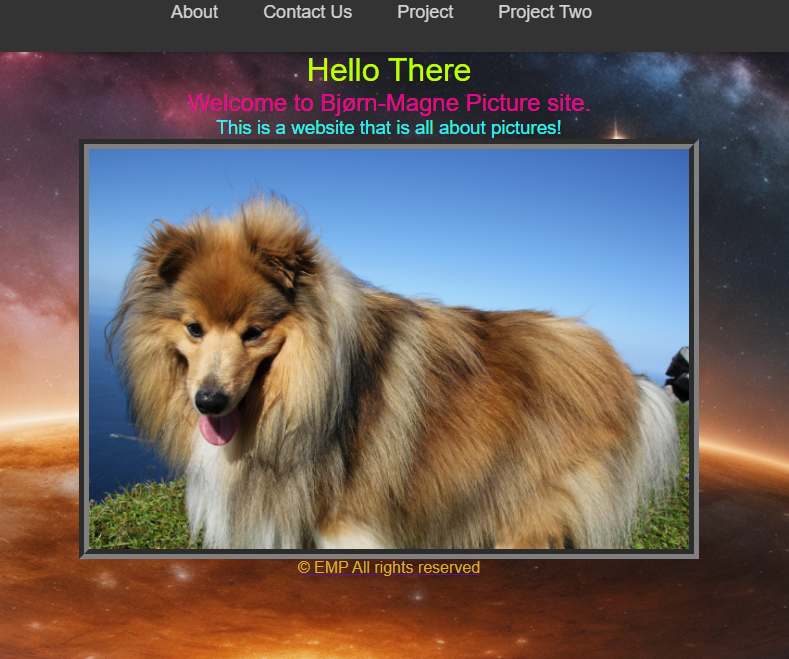 About Contact Us Project Project Two
Hello There
Welcome to Bjørn-Magne Picture site.
This is a website that is all about pictures!
© EMP All rights reserved